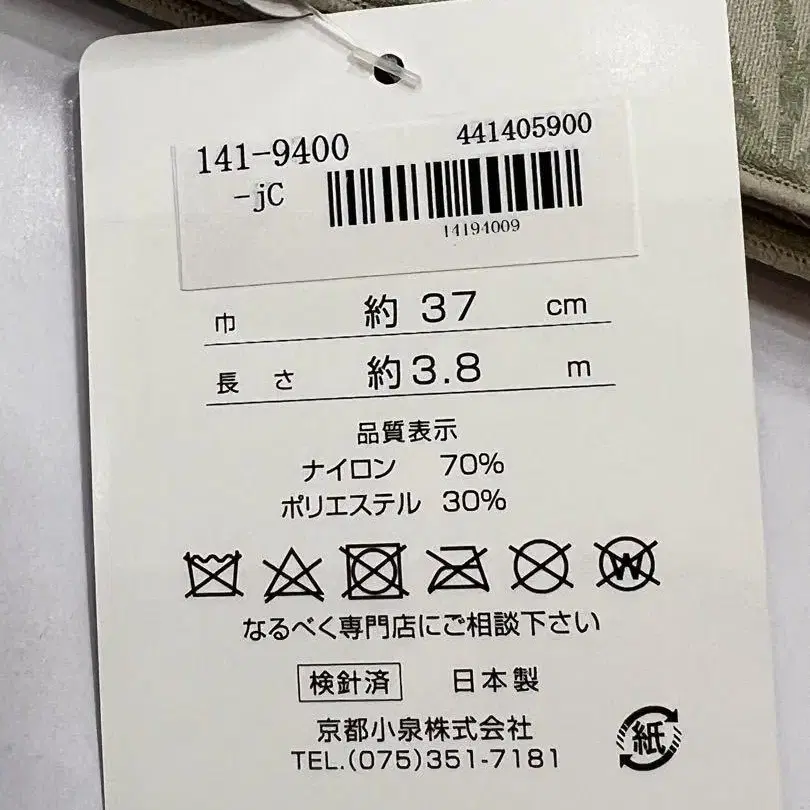 141-9400 441405900
-jC
14194009
巾 約 37 cm
長 さ 約3.8 m
品質表示
ナイロン 70%
ポリエステル 30%
W
なるべく専門店にご相談下さい
検針済 日本製
京都小泉株式会社
TEL.(075)351-7181
紙